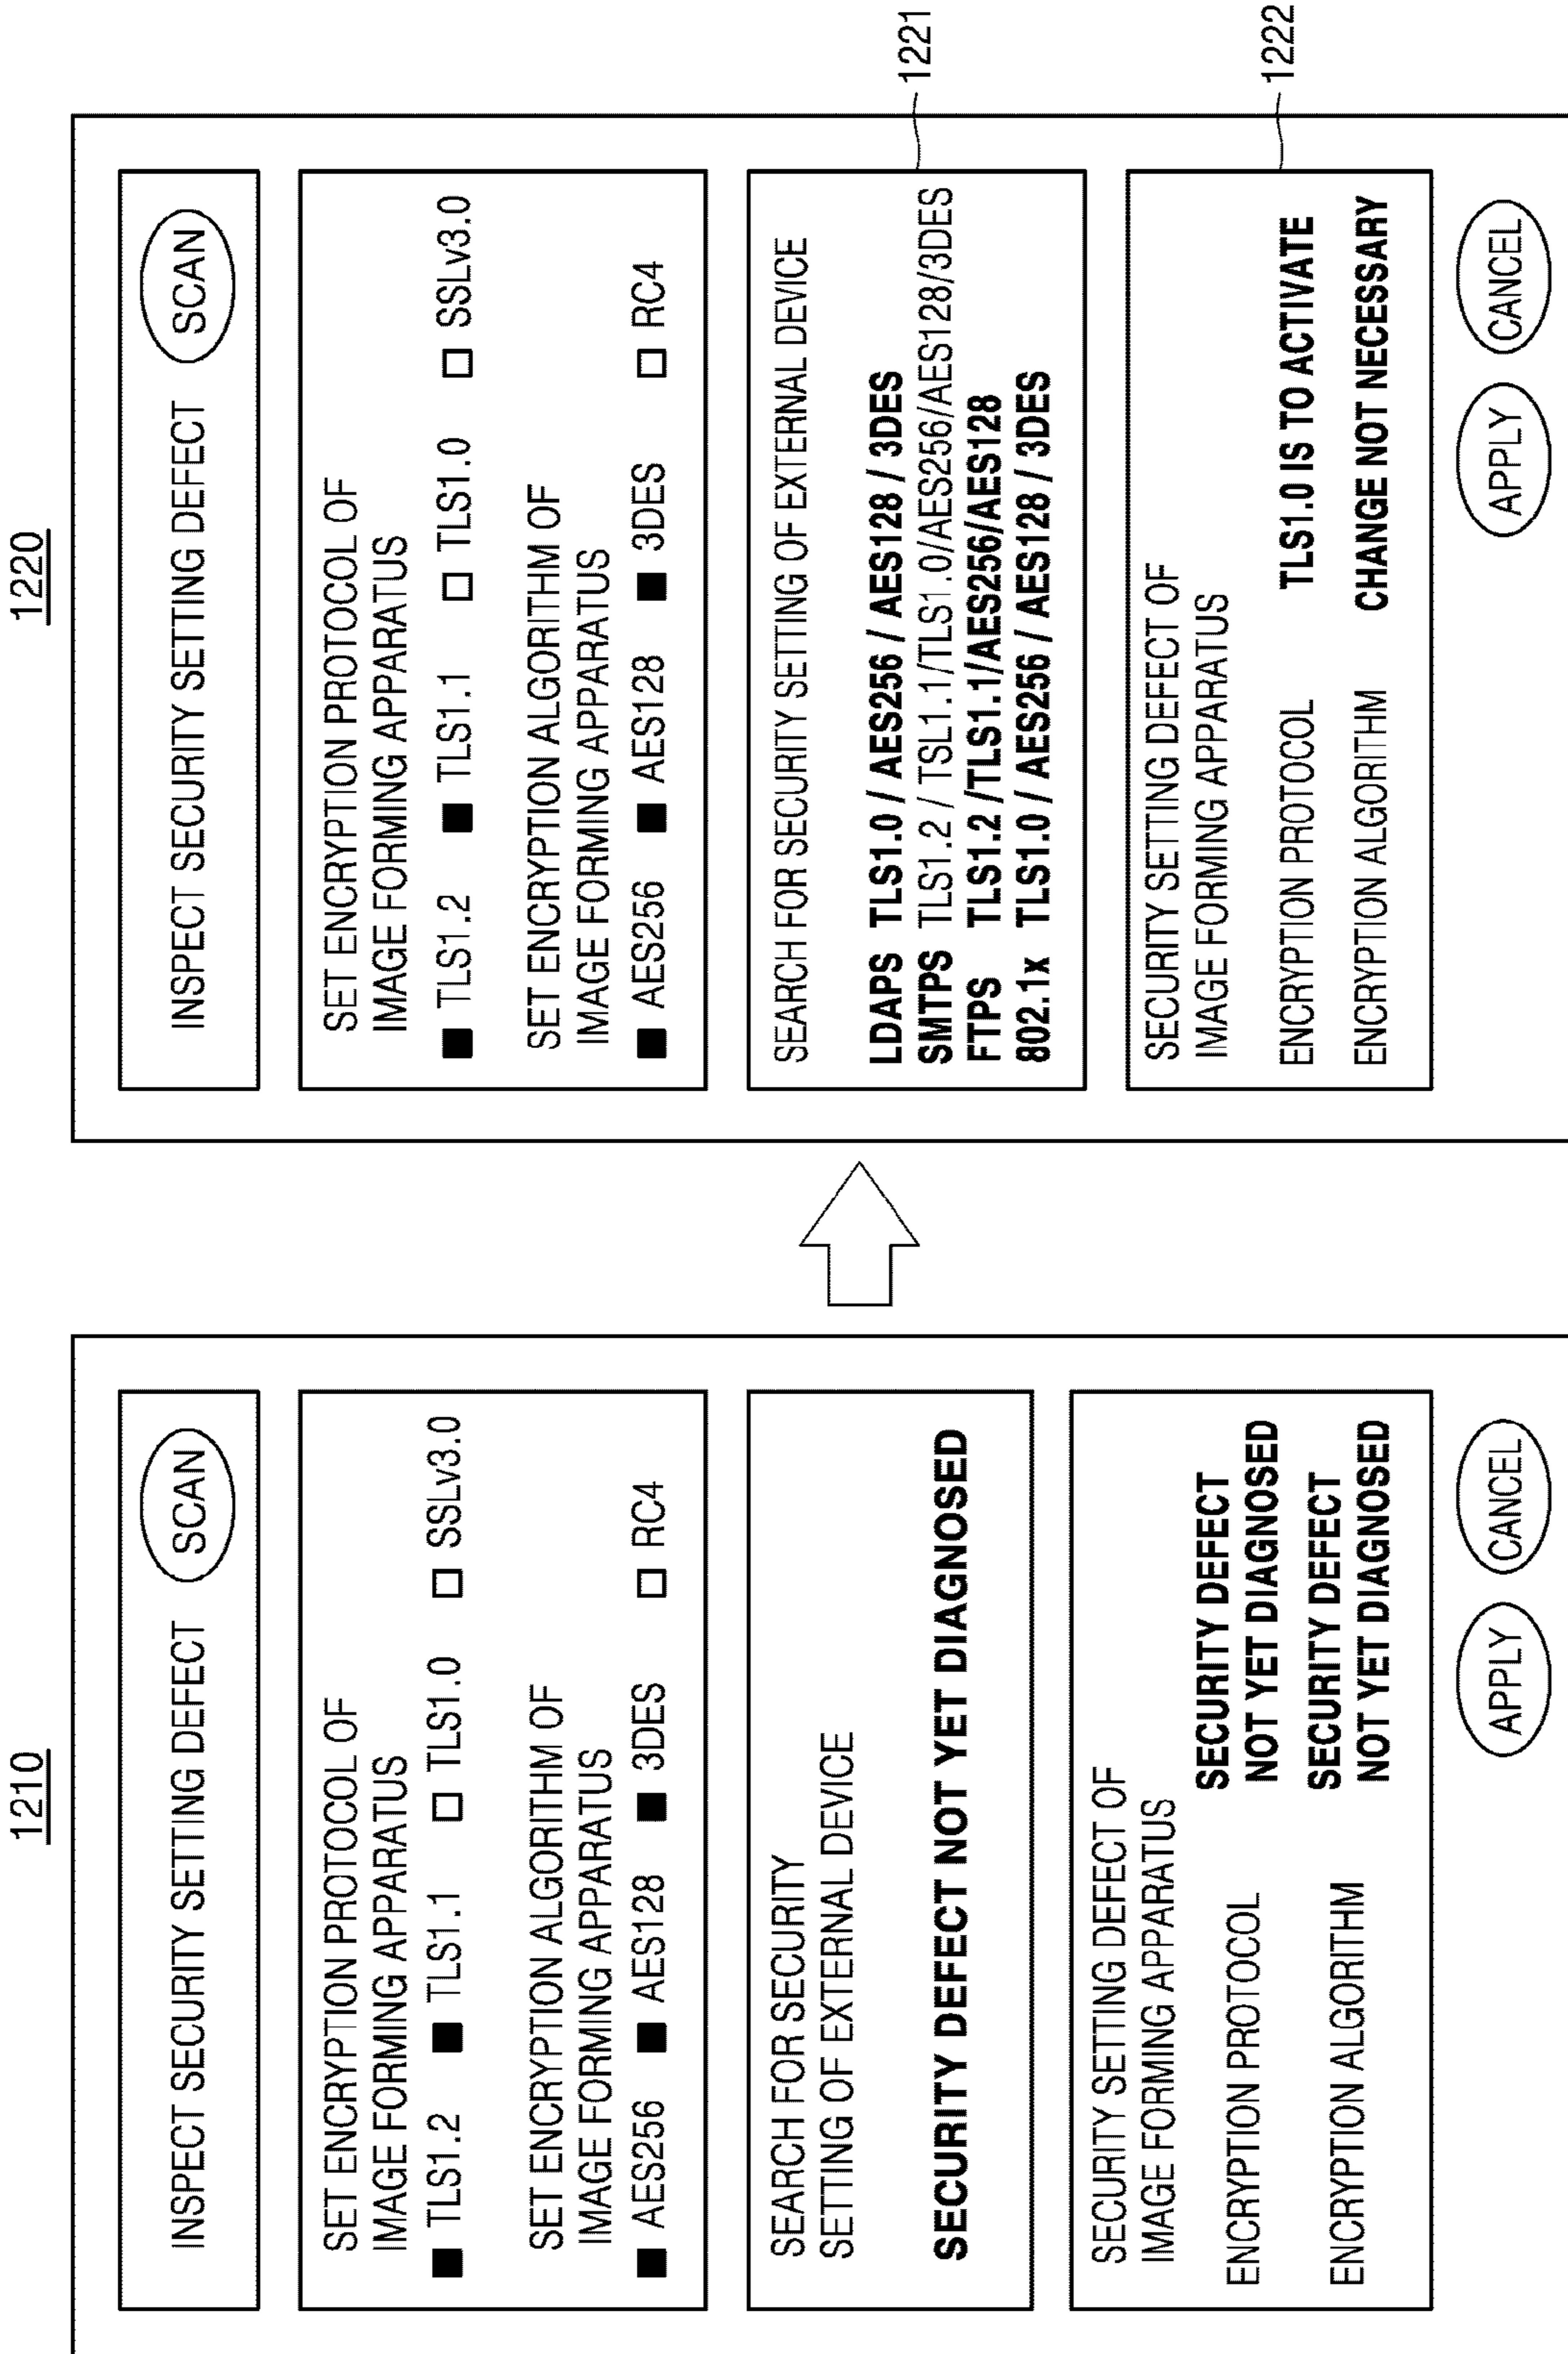 1210
INSPECT SECURITY SETTING DEFECT SCAN
SET ENCRYPTION PROTOCOL OF
IMAGE FORMING APPARATUS
■ TLS1.2 ■ TLS1.1 □ TLS1.0 □ SSLv3.0
SET ENCRYPTION ALGORITHM OF
IMAGE FORMING APPARATUS
■ AES256 ■ AES128 ■ 3DES □ RC4
SEARCH FOR SECURITY
SETTING OF EXTERNAL DEVICE
SECURITY DEFECT NOT YET DIAGNOSED
SECURITY SETTING DEFECT OF
IMAGE FORMING APPARATUS
ENCRYPTION PROTOCOL SECURITY DEFECT
NOT YET DIAGNOSED
ENCRYPTION ALGORITHM SECURITY DEFECT
NOT YET DIAGNOSED
APPLY CANCEL
1220
INSPECT SECURITY SETTING DEFECT SCAN
SET ENCRYPTION PROTOCOL OF
IMAGE FORMING APPARATUS
■ TLS1.2 ■ TLS1.1 □ TLS1.0 □ SSLv3.0
SET ENCRYPTION ALGORITHM OF
IMAGE FORMING APPARATUS
■ AES256 ■ AES128 ■ 3DES □ RC4
SEARCH FOR SECURITY SETTING OF EXTERNAL DEVICE
LDAPS TLS1.0 / AES256 / AES128 / 3DES
SMTPS TLS1.2 / TSL1.1/TLS1.0/AES256/AES128/3DES
FTPS TLS1.2 /TLS1.1/AES256/AES128
802.1x TLS1.0 / AES256 / AES128 / 3DES
1221
SECURITY SETTING DEFECT OF
IMAGE FORMING APPARATUS
ENCRYPTION PROTOCOL TLS1.0 IS TO ACTIVATE
ENCRYPTION ALGORITHM CHANGE NOT NECESSARY
1222
APPLY CANCEL